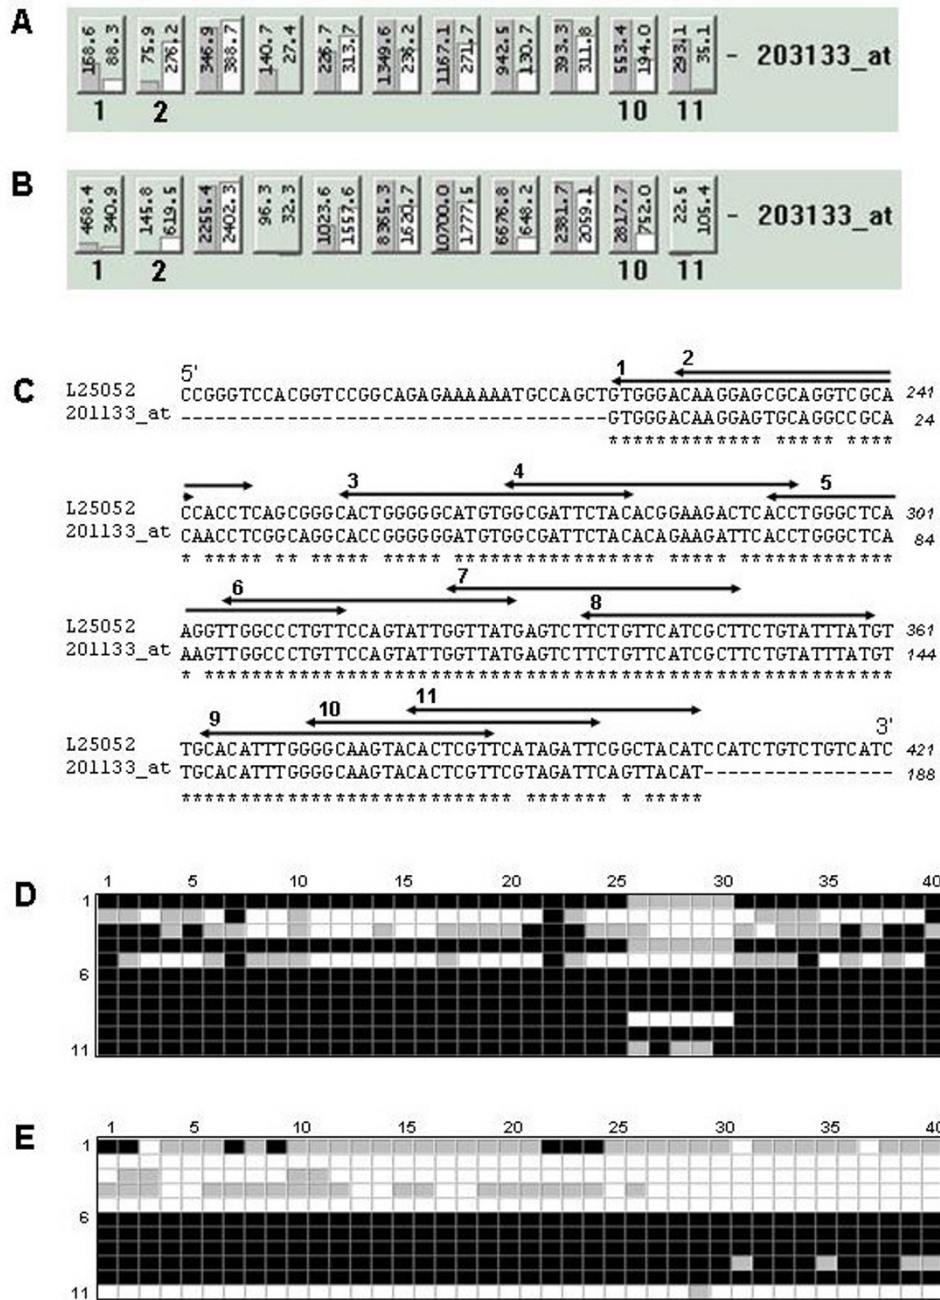 A
168.6 88.3 75.9 276.2 346.9 388.7 140.7 27.4 226.7 313.7 1349.6 236.2 1167.1 271.7 942.5 130.7 393.3 311.8 553.4 194.0 293.1 35.1 - 203133_at
1 2 10 11
B
468.4 340.9 145.8 619.5 2255.4 2402.3 96.3 32.3 1023.6 1557.6 8365.3 1620.7 10700.0 1777.5 6676.8 648.2 2381.7 2059.1 2817.7 752.0 22.5 105.4 - 203133_at
1 2 10 11
C
5' 1 2
L25052 CCGGGTCCACGGTCCGGCAGAGAAAAAATGCCAGCTGTGGGACAAGGAGCGCAGGTCGCA 241
201133_at ------------------------------------GTGGGACAAGGAGTGCAGGCCGCA 24
************* ***** ****
3 4 5
L25052 CCACCTCAGCGGGCACTGGGGGCATGTGGCGATTCTACACGGAAGACTCACCTGGGCTCA 301
201133_at CAACCTCGGCAGGCACCGGGGGGATGTGGCGATTCTACACAGAAGATTCACCTGGGCTCA 84
* ***** ** ***** ***** ***************** ***** *************
6 7 8
L25052 AGGTTGGCCCTGTTCCAGTATTGGTTATGAGTCTTCTGTTCATCGCTTCTGTATTTATGT 361
201133_at AAGTTGGCCCTGTTCCAGTATTGGTTATGAGTCTTCTGTTCATCGCTTCTGTATTTATGT 144
* **********************************************************
9 10 11 3'
L25052 TGCACATTTGGGGCAAGTACACTCGTTCATAGATTCGGCTACATCCATCTGTCTGTCATC 421
201133_at TGCACATTTGGGGCAAGTACACTCGTTCGTAGATTCAGTTACAT---------------- 188
**************************** ******* * *****
D
1 5 10 15 20 25 30 35 40
1
6
11
E
1 5 10 15 20 25 30 35 40
1
6
11